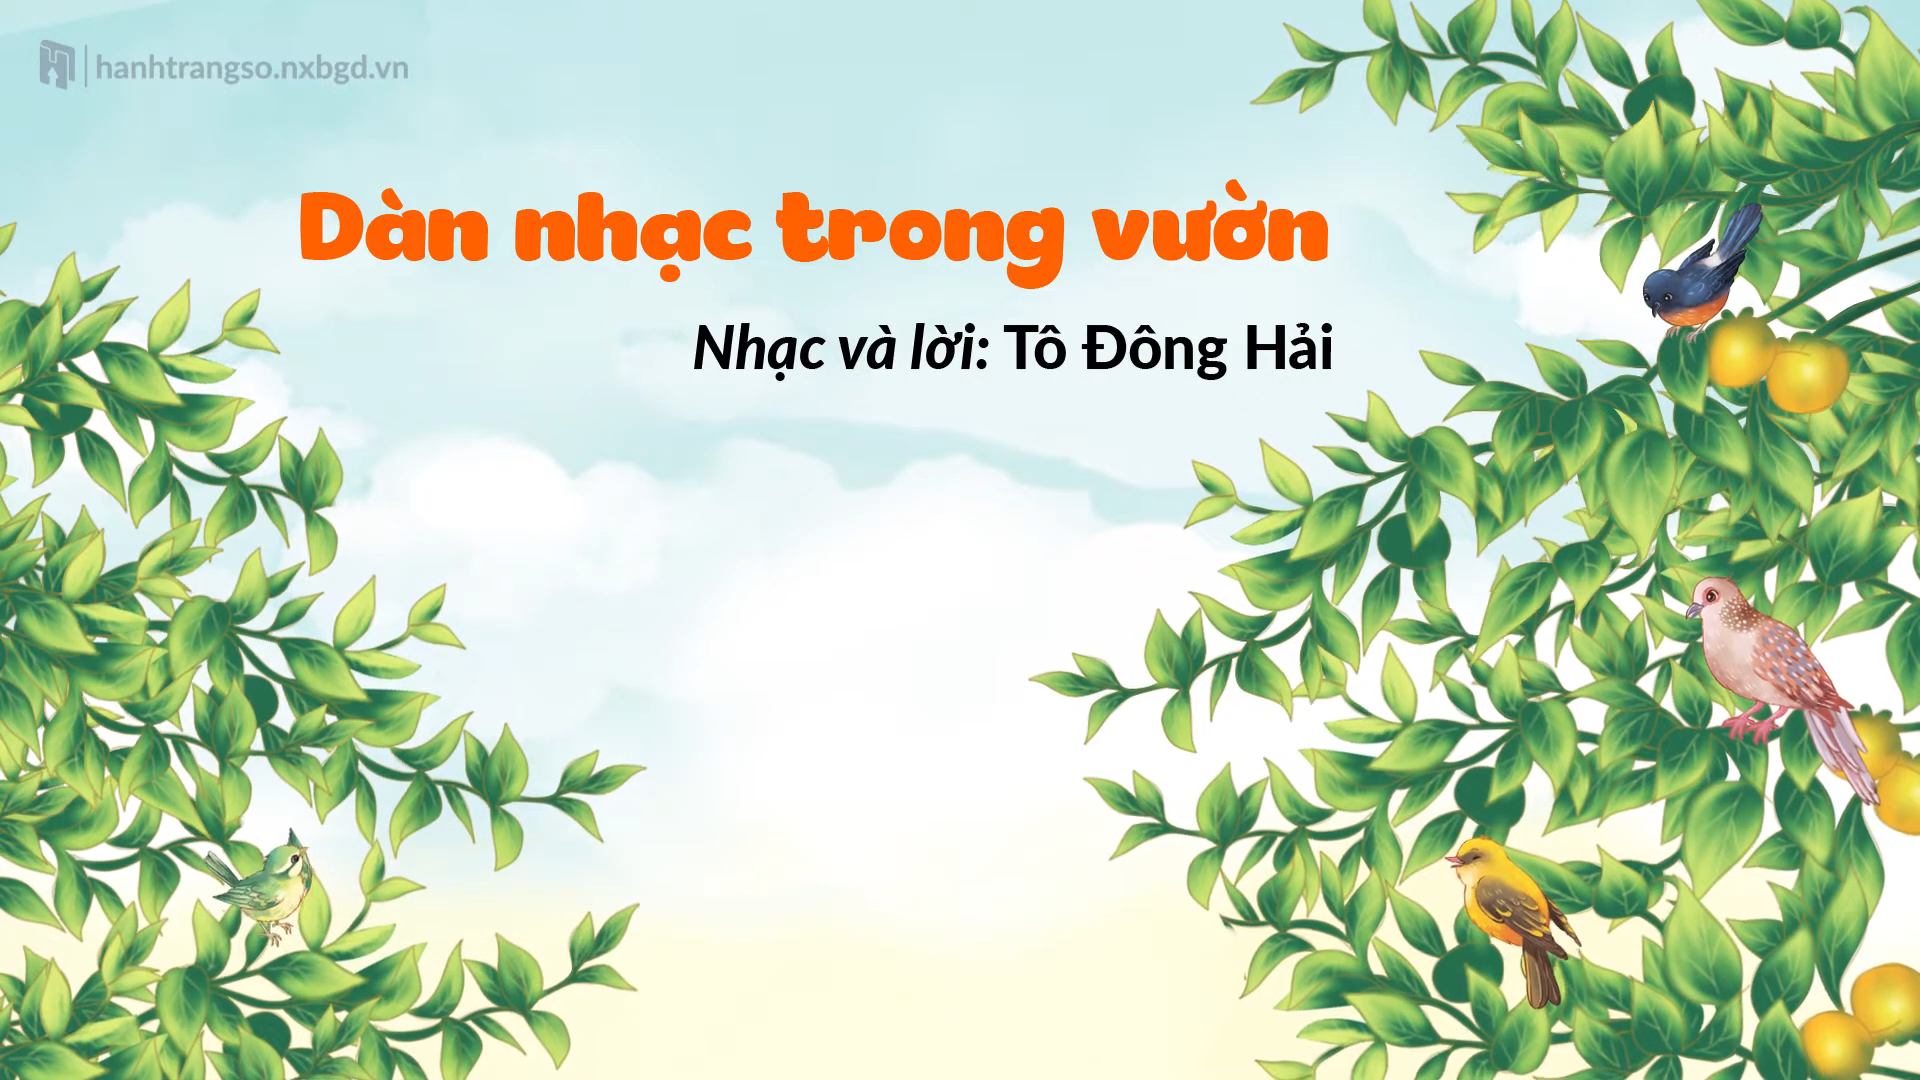 hanhtrangso.nxbgd.vn
Dàn nhạc trong vườn
Nhạc và lời: Tô Đông Hải